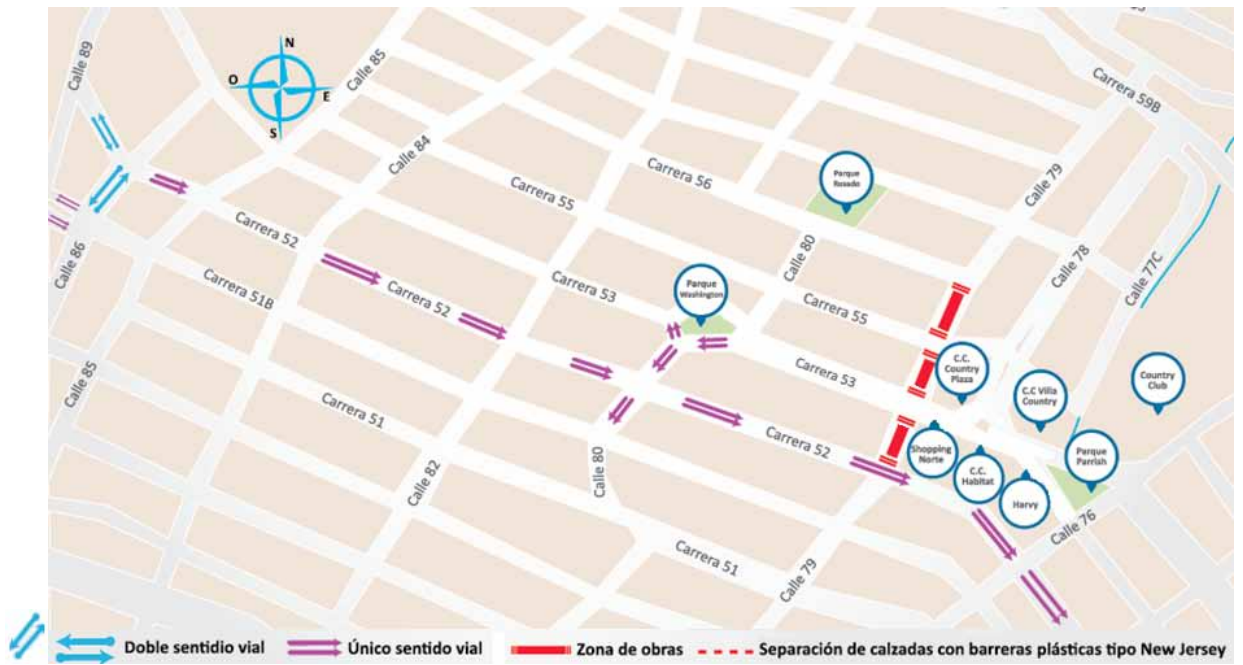 N
O
E
S
Calle 89
Calle 85
Calle 84
Carrera 59B
Carrera 56
Parque
Rosado
Calle 79
Carrera 55
Calle 80
Calle 78
Calle 77C
Carrera 52
Calle 86
Carrera 51B
Carrera 52
Carrera 53
Parque
Washington
Carrera 55
C.C.
Country
Plaza
C.C Villa
Country
Country
Club
Calle 85
Carrera 53
Carrera 51
Carrera 52
Shopping
Norte
C.C.
Habitat
Harvy
Parque
Parrish
Calle 82
Calle 80
Calle 76
Carrera 51
Calle 79
Doble sentidio vial
Único sentido vial
Zona de obras
Separación de calzadas con barreras plásticas tipo New Jersey